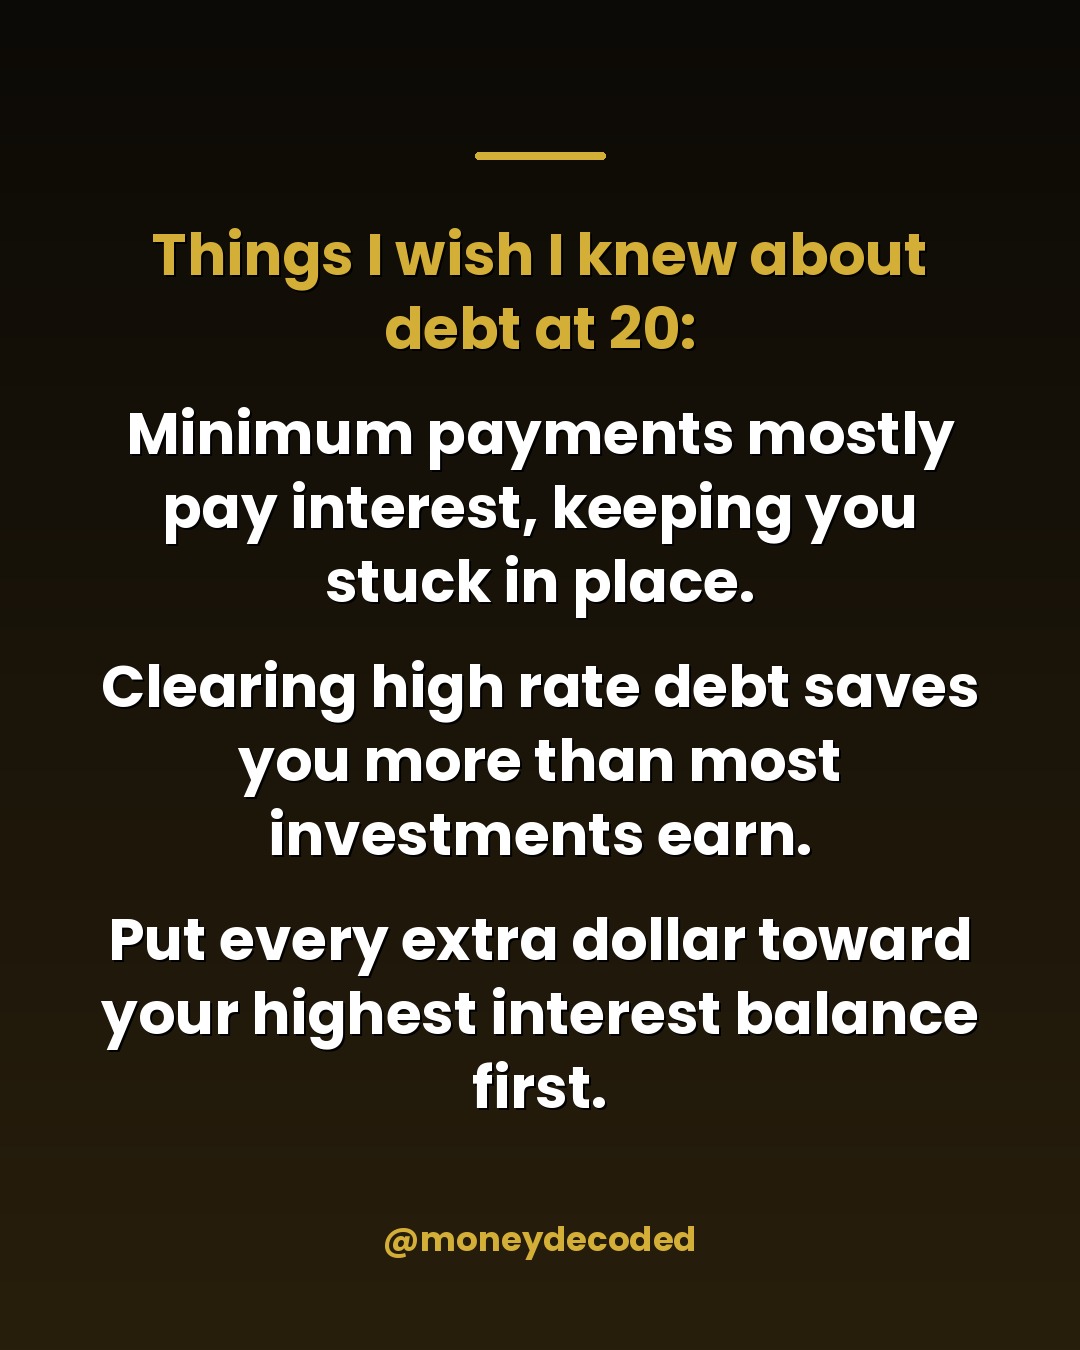 Things I wish I knew about
debt at 20:
Minimum payments mostly
pay interest, keeping you
stuck in place.
Clearing high rate debt saves
you more than most
investments earn.
Put every extra dollar toward
your highest interest balance
first.
@moneydecoded